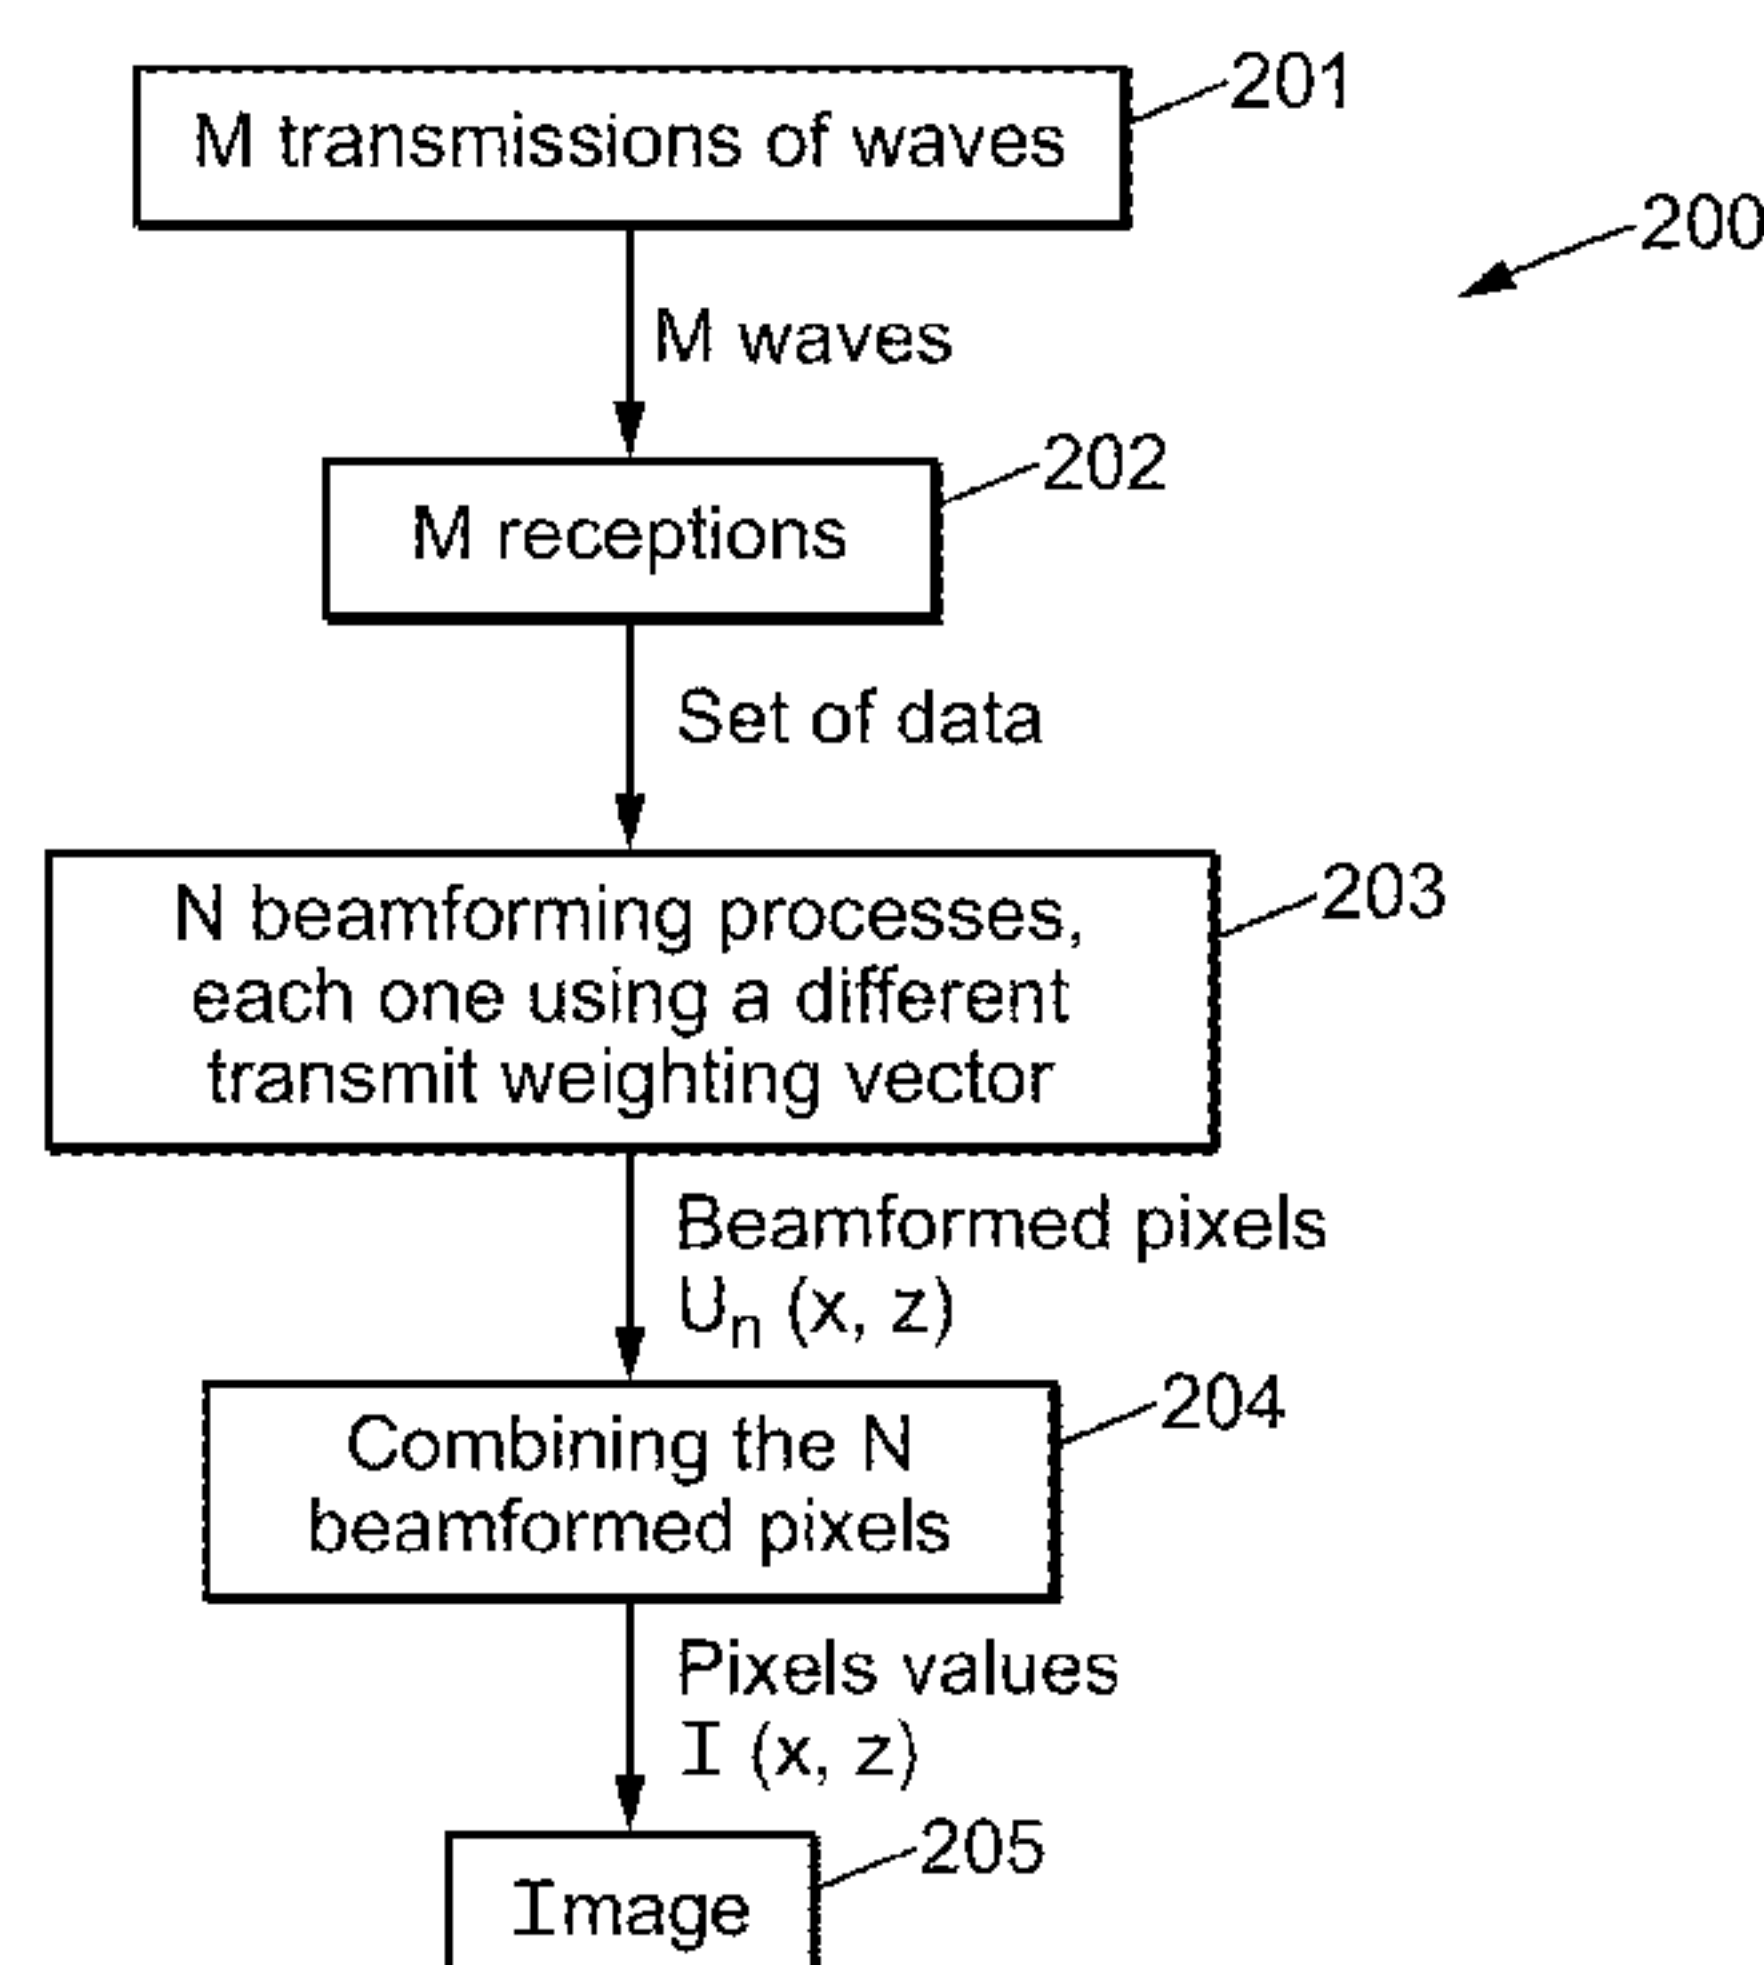 201
M transmissions of waves
200
M waves
202
M receptions
Set of data
203
N beamforming processes,
each one using a different
transmit weighting vector
Beamformed pixels
Un (x, z)
204
Combining the N
beamformed pixels
Pixels values
I (x, z)
205
Image